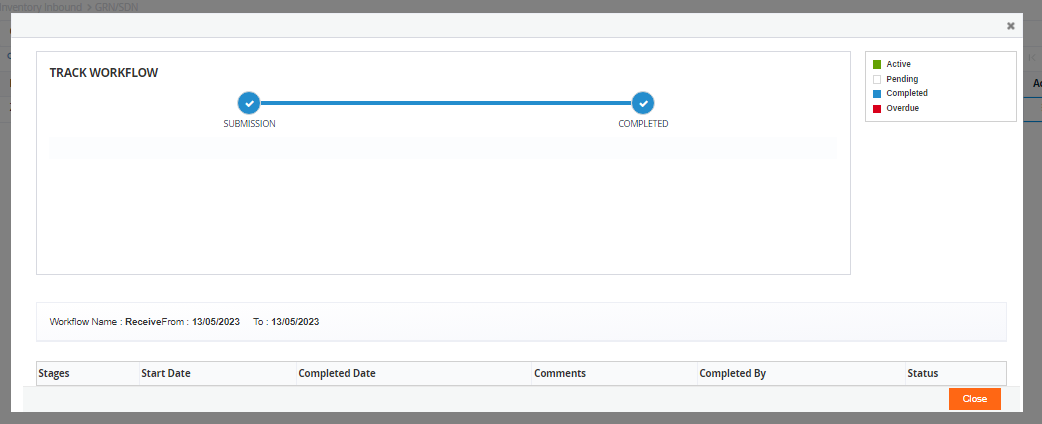 Inventory Inbound > GRN/SDN
TRACK WORKFLOW
SUBMISSION
COMPLETED
Active
Pending
Completed
Overdue
Workflow Name : ReceiveFrom : 13/05/2023 To : 13/05/2023
Stages Start Date Completed Date Comments Completed By Status
Close